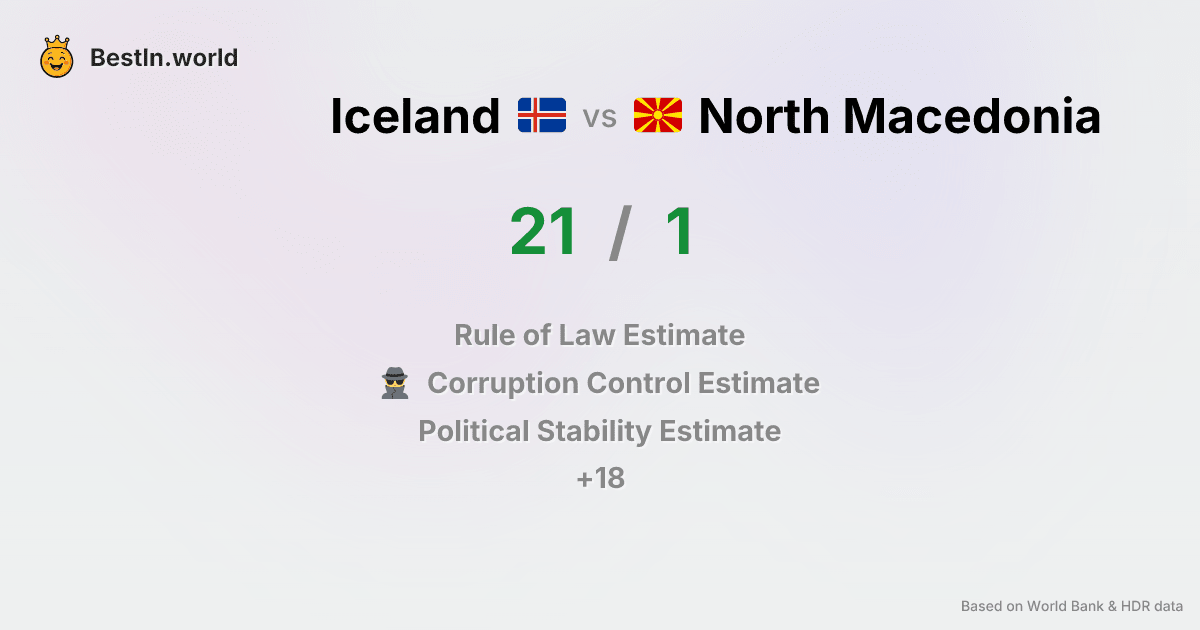 BestIn.world
Iceland vs North Macedonia
21 / 1
Rule of Law Estimate
Corruption Control Estimate
Political Stability Estimate
+18
Based on World Bank & HDR data